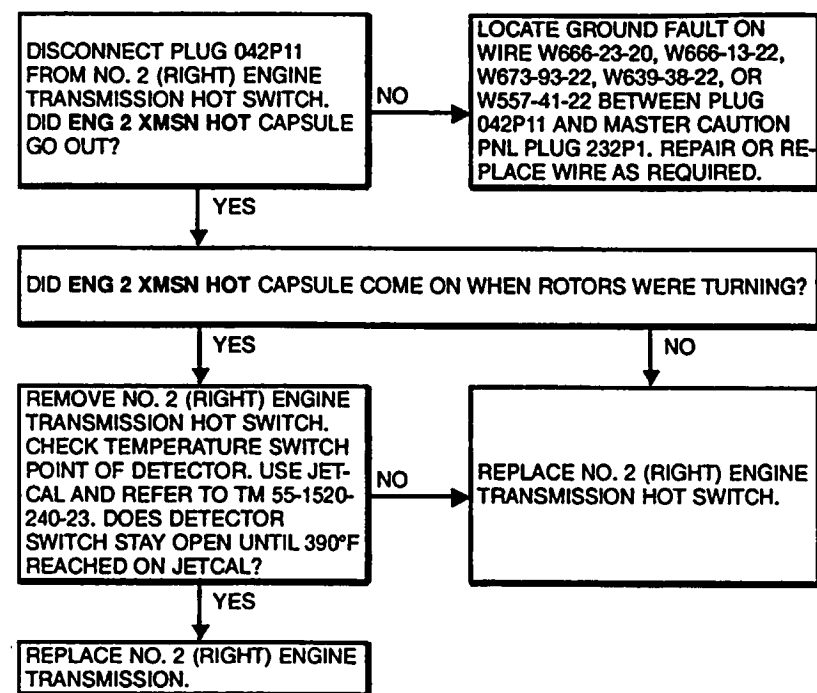 DISCONNECT PLUG 042P11
FROM NO. 2 (RIGHT) ENGINE
TRANSMISSION HOT SWITCH.
DID ENG 2 XMSN HOT CAPSULE
GO OUT?
NO
LOCATE GROUND FAULT ON
WIRE W666-23-20, W666-13-22,
W673-93-22, W639-38-22, OR
W557-41-22 BETWEEN PLUG
042P11 AND MASTER CAUTION
PNL PLUG 232P1. REPAIR OR RE-
PLACE WIRE AS REQUIRED.
YES
DID ENG 2 XMSN HOT CAPSULE COME ON WHEN ROTORS WERE TURNING?
YES
NO
REMOVE NO. 2 (RIGHT) ENGINE
TRANSMISSION HOT SWITCH.
CHECK TEMPERATURE SWITCH
POINT OF DETECTOR. USE JET-
CAL AND REFER TO TM 55-1520-
240-23. DOES DETECTOR
SWITCH STAY OPEN UNTIL 390°F
REACHED ON JETCAL?
NO
REPLACE NO. 2 (RIGHT) ENGINE
TRANSMISSION HOT SWITCH.
YES
REPLACE NO. 2 (RIGHT) ENGINE
TRANSMISSION.